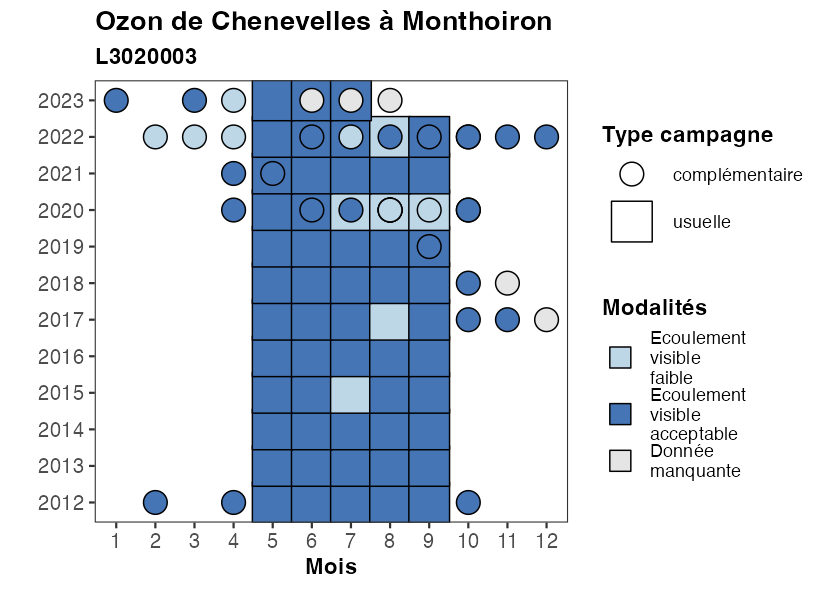 Ozon de Chenevelles à Monthoiron
L3020003
2023
2022
2021
2020
2019
2018
2017
2016
2015
2014
2013
2012
1 2 3 4 5 6 7 8 9 10 11 12
Mois
Type campagne
complémentaire
usuelle
Modalités
Ecoulement
visible
faible
Ecoulement
visible
acceptable
Donnée
manquante